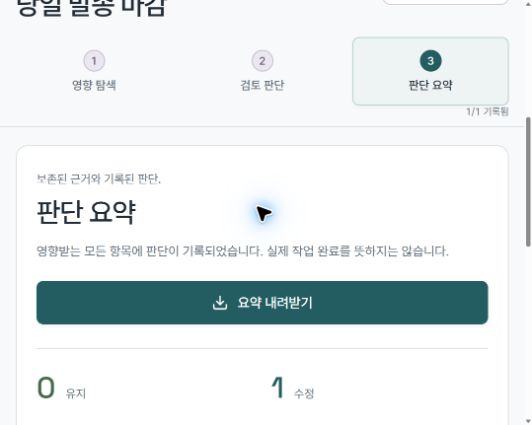 당일 발송 마감
1
2
3
영향 탐색
검토 판단
판단 요약
1/1 기록됨
보존된 근거와 기록된 판단.
판단 요약
영향받는 모든 항목에 판단이 기록되었습니다. 실제 작업 완료를 뜻하지는 않습니다.
요약 내려받기
0 유지
1 수정